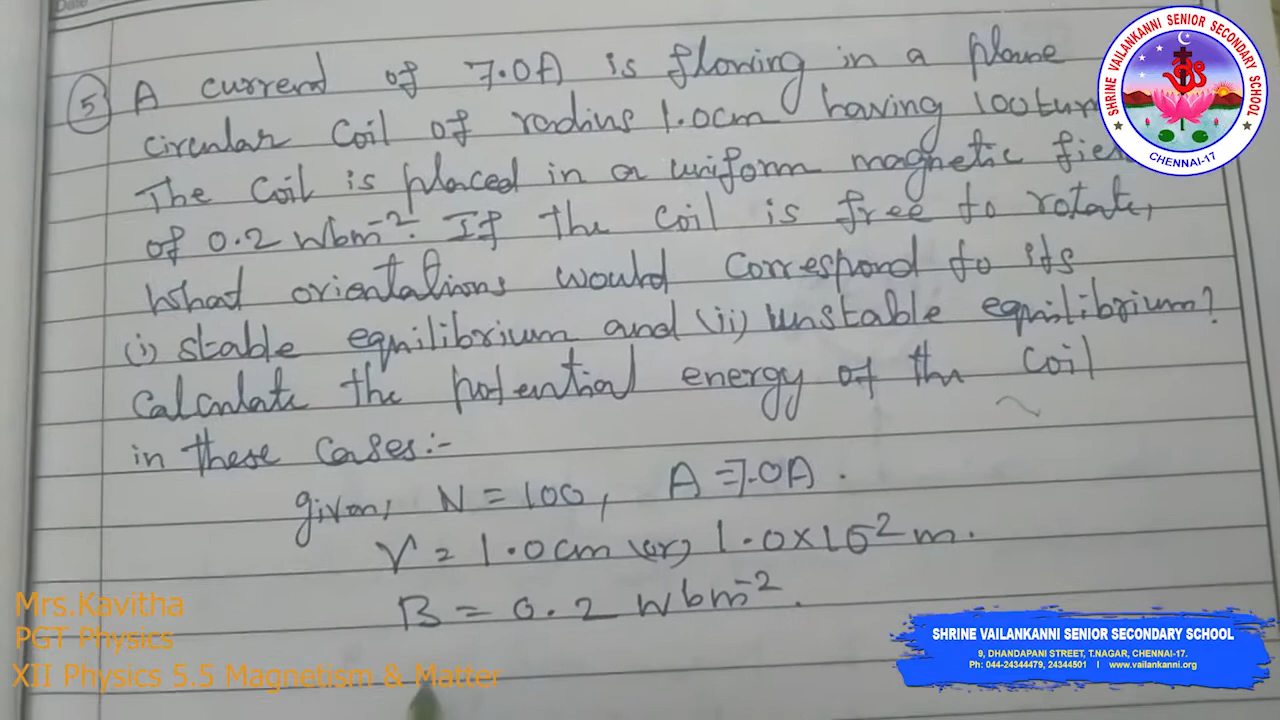 5 A current of 7.0A is flowing in a plane
circular coil of radius 1.0cm having 100 turn
The coil is placed in a uniform magnetic fiel
of 0.2 wbm⁻². If the coil is free to rotate,
what orientations would correspond to its
(i) stable equilibrium and (ii) unstable equilibrium?
calculate the potential energy of the coil
in these cases:-
given, N = 100, A = 7.0A.
r = 1.0cm (or) 1.0 × 10⁻² m.
B = 0.2 wbm⁻².
Mrs.Kavitha
PGT Physics
XII Physics 5.5 Magnetism & Matter
SHRINE VAILANKANNI SENIOR SECONDARY SCHOOL
CHENNAI-17
SHRINE VAILANKANNI SENIOR SECONDARY SCHOOL
9, DHANDAPANI STREET, T.NAGAR, CHENNAI-17.
Ph: 044-24344479, 24344501 | www.vailankanni.org